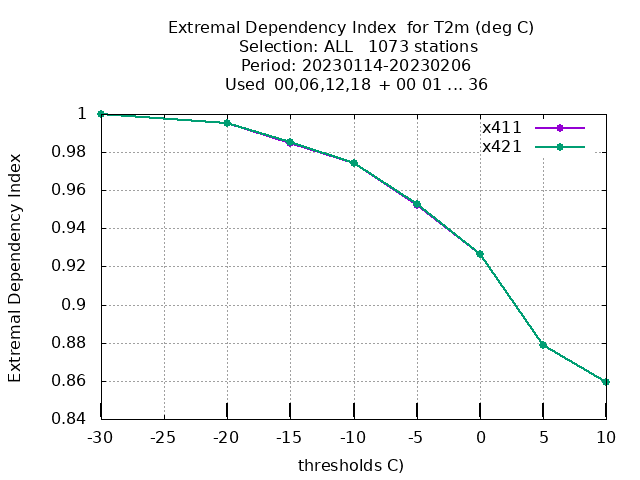 Extremal Dependency Index  for T2m (deg C)
Selection: ALL   1073 stations
Period: 20230114-20230206
Used  00,06,12,18  + 00 01 ... 36
x411
x421
Extremal Dependency Index
1
0.98
0.96
0.94
0.92
0.9
0.88
0.86
0.84
-30 -25 -20 -15 -10 -5 0 5 10
thresholds C)